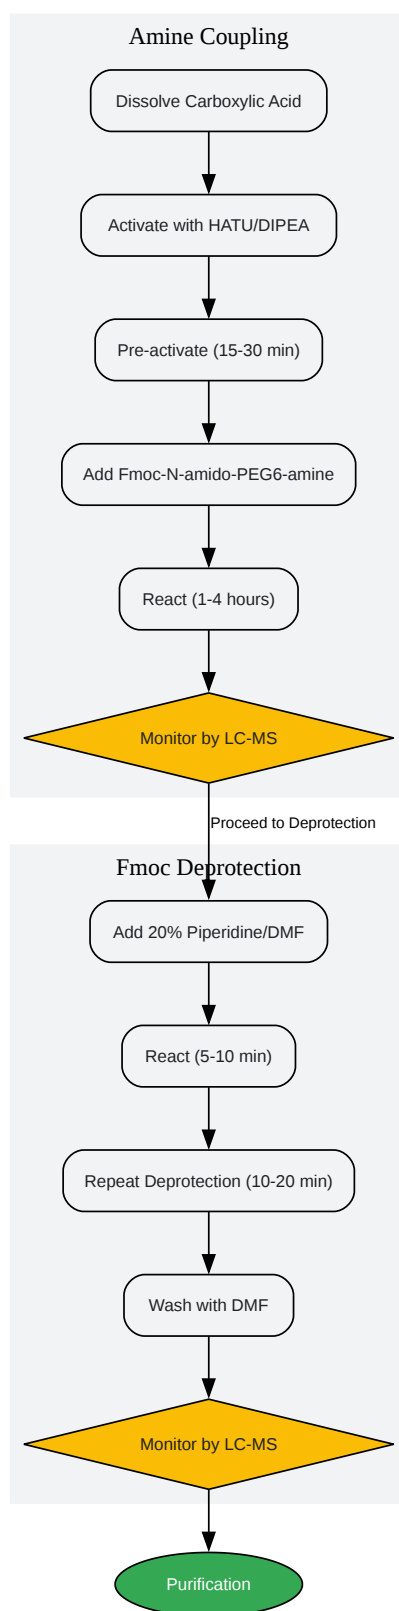 Amine Coupling
Dissolve Carboxylic Acid
Activate with HATU/DIPEA
Pre-activate (15-30 min)
Add Fmoc-N-amido-PEG6-amine
React (1-4 hours)
Monitor by LC-MS
Proceed to Deprotection
Fmoc Deprotection
Add 20% Piperidine/DMF
React (5-10 min)
Repeat Deprotection (10-20 min)
Wash with DMF
Monitor by LC-MS
Purification